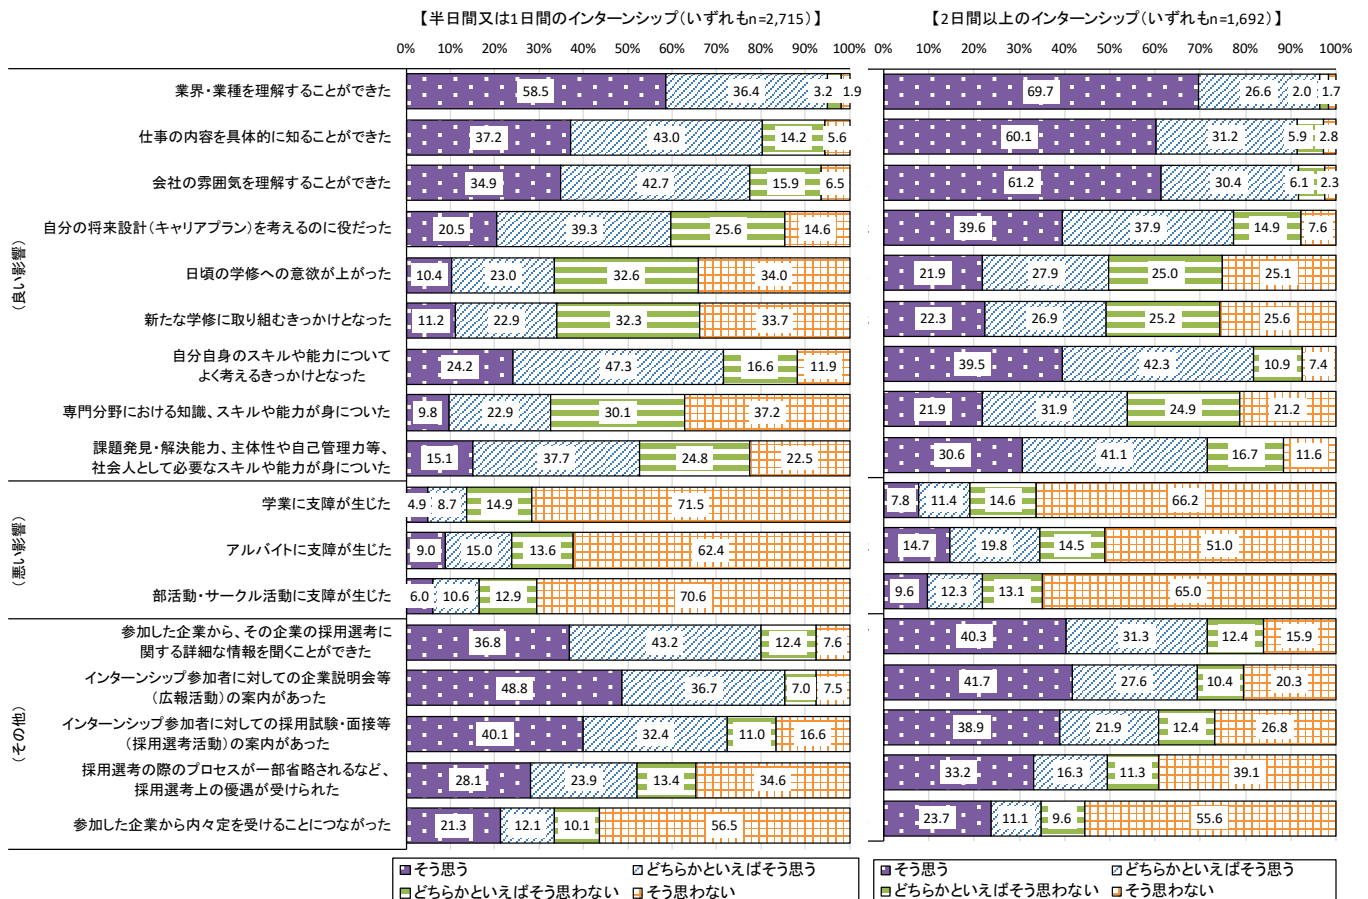 【半日間又は1日間のインターンシップ(いずれもn=2,715)】
【2日間以上のインターンシップ(いずれもn=1,692)】
0% 10% 20% 30% 40% 50% 60% 70% 80% 90% 100%
0% 10% 20% 30% 40% 50% 60% 70% 80% 90% 100%
(良い影響)
業界・業種を理解することができた
58.5 36.4 3.2 1.9
69.7 26.6 2.0 1.7
仕事の内容を具体的に知ることができた
37.2 43.0 14.2 5.6
60.1 31.2 5.9 2.8
会社の雰囲気を理解することができた
34.9 42.7 15.9 6.5
61.2 30.4 6.1 2.3
自分の将来設計(キャリアプラン)を考えるのに役だった
20.5 39.3 25.6 14.6
39.6 37.9 14.9 7.6
日頃の学修への意欲が上がった
10.4 23.0 32.6 34.0
21.9 27.9 25.0 25.1
新たな学修に取り組むきっかけとなった
11.2 22.9 32.3 33.7
22.3 26.9 25.2 25.6
自分自身のスキルや能力について
よく考えるきっかけとなった
24.2 47.3 16.6 11.9
39.5 42.3 10.9 7.4
専門分野における知識、スキルや能力が身についた
9.8 22.9 30.1 37.2
21.9 31.9 24.9 21.2
課題発見・解決能力、主体性や自己管理力等、
社会人として必要なスキルや能力が身についた
15.1 37.7 24.8 22.5
30.6 41.1 16.7 11.6
(悪い影響)
学業に支障が生じた
4.9 8.7 14.9 71.5
7.8 11.4 14.6 66.2
アルバイトに支障が生じた
9.0 15.0 13.6 62.4
14.7 19.8 14.5 51.0
部活動・サークル活動に支障が生じた
6.0 10.6 12.9 70.6
9.6 12.3 13.1 65.0
(その他)
参加した企業から、その企業の採用選考に
関する詳細な情報を聞くことができた
36.8 43.2 12.4 7.6
40.3 31.3 12.4 15.9
インターンシップ参加者に対しての企業説明会等
(広報活動)の案内があった
48.8 36.7 7.0 7.5
41.7 27.6 10.4 20.3
インターンシップ参加者に対しての採用試験・面接等
(採用選考活動)の案内があった
40.1 32.4 11.0 16.6
38.9 21.9 12.4 26.8
採用選考の際のプロセスが一部省略されるなど、
採用選考上の優遇が受けられた
28.1 23.9 13.4 34.6
33.2 16.3 11.3 39.1
参加した企業から内々定を受けることにつながった
21.3 12.1 10.1 56.5
23.7 11.1 9.6 55.6
そう思う どちらかといえばそう思う
どちらかといえばそう思わない そう思わない
そう思う どちらかといえばそう思う
どちらかといえばそう思わない そう思わない